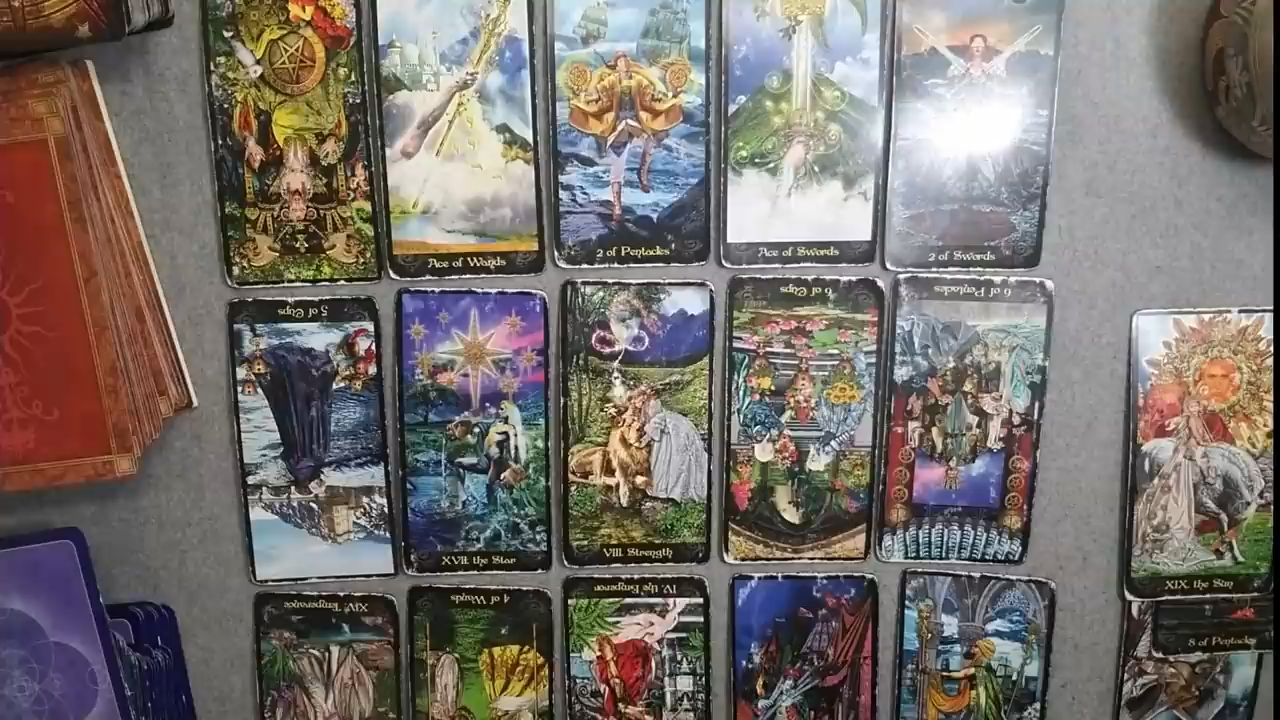 Ace of Wands
2 of Pentacles
Ace of Swords
2 of Swords
5 of Cups
XVII. the Star
VIII. Strength
6 of Cups
6 of Pentacles
XIX. the Sun
XIV. Temperance
4 of Wands
IV. the Emperor
8 of Pentacles